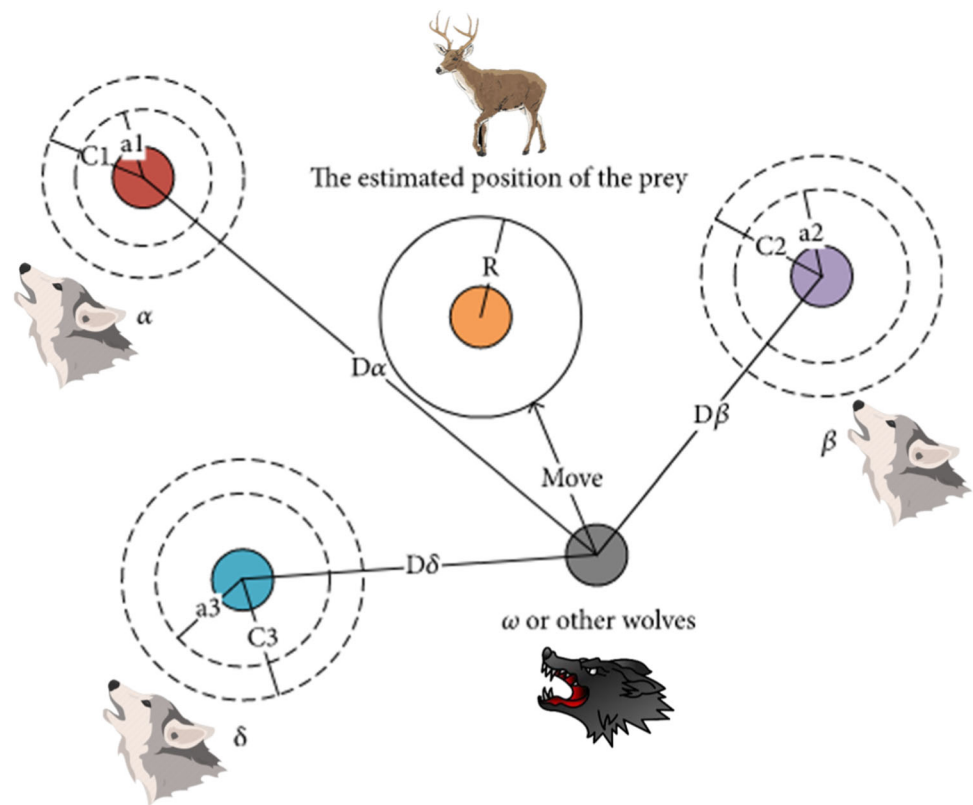 The estimated position of the prey
C1
a1
R
C2
a2
α
Dα
Dβ
β
Move
Dδ
a3
C3
ω or other wolves
δ